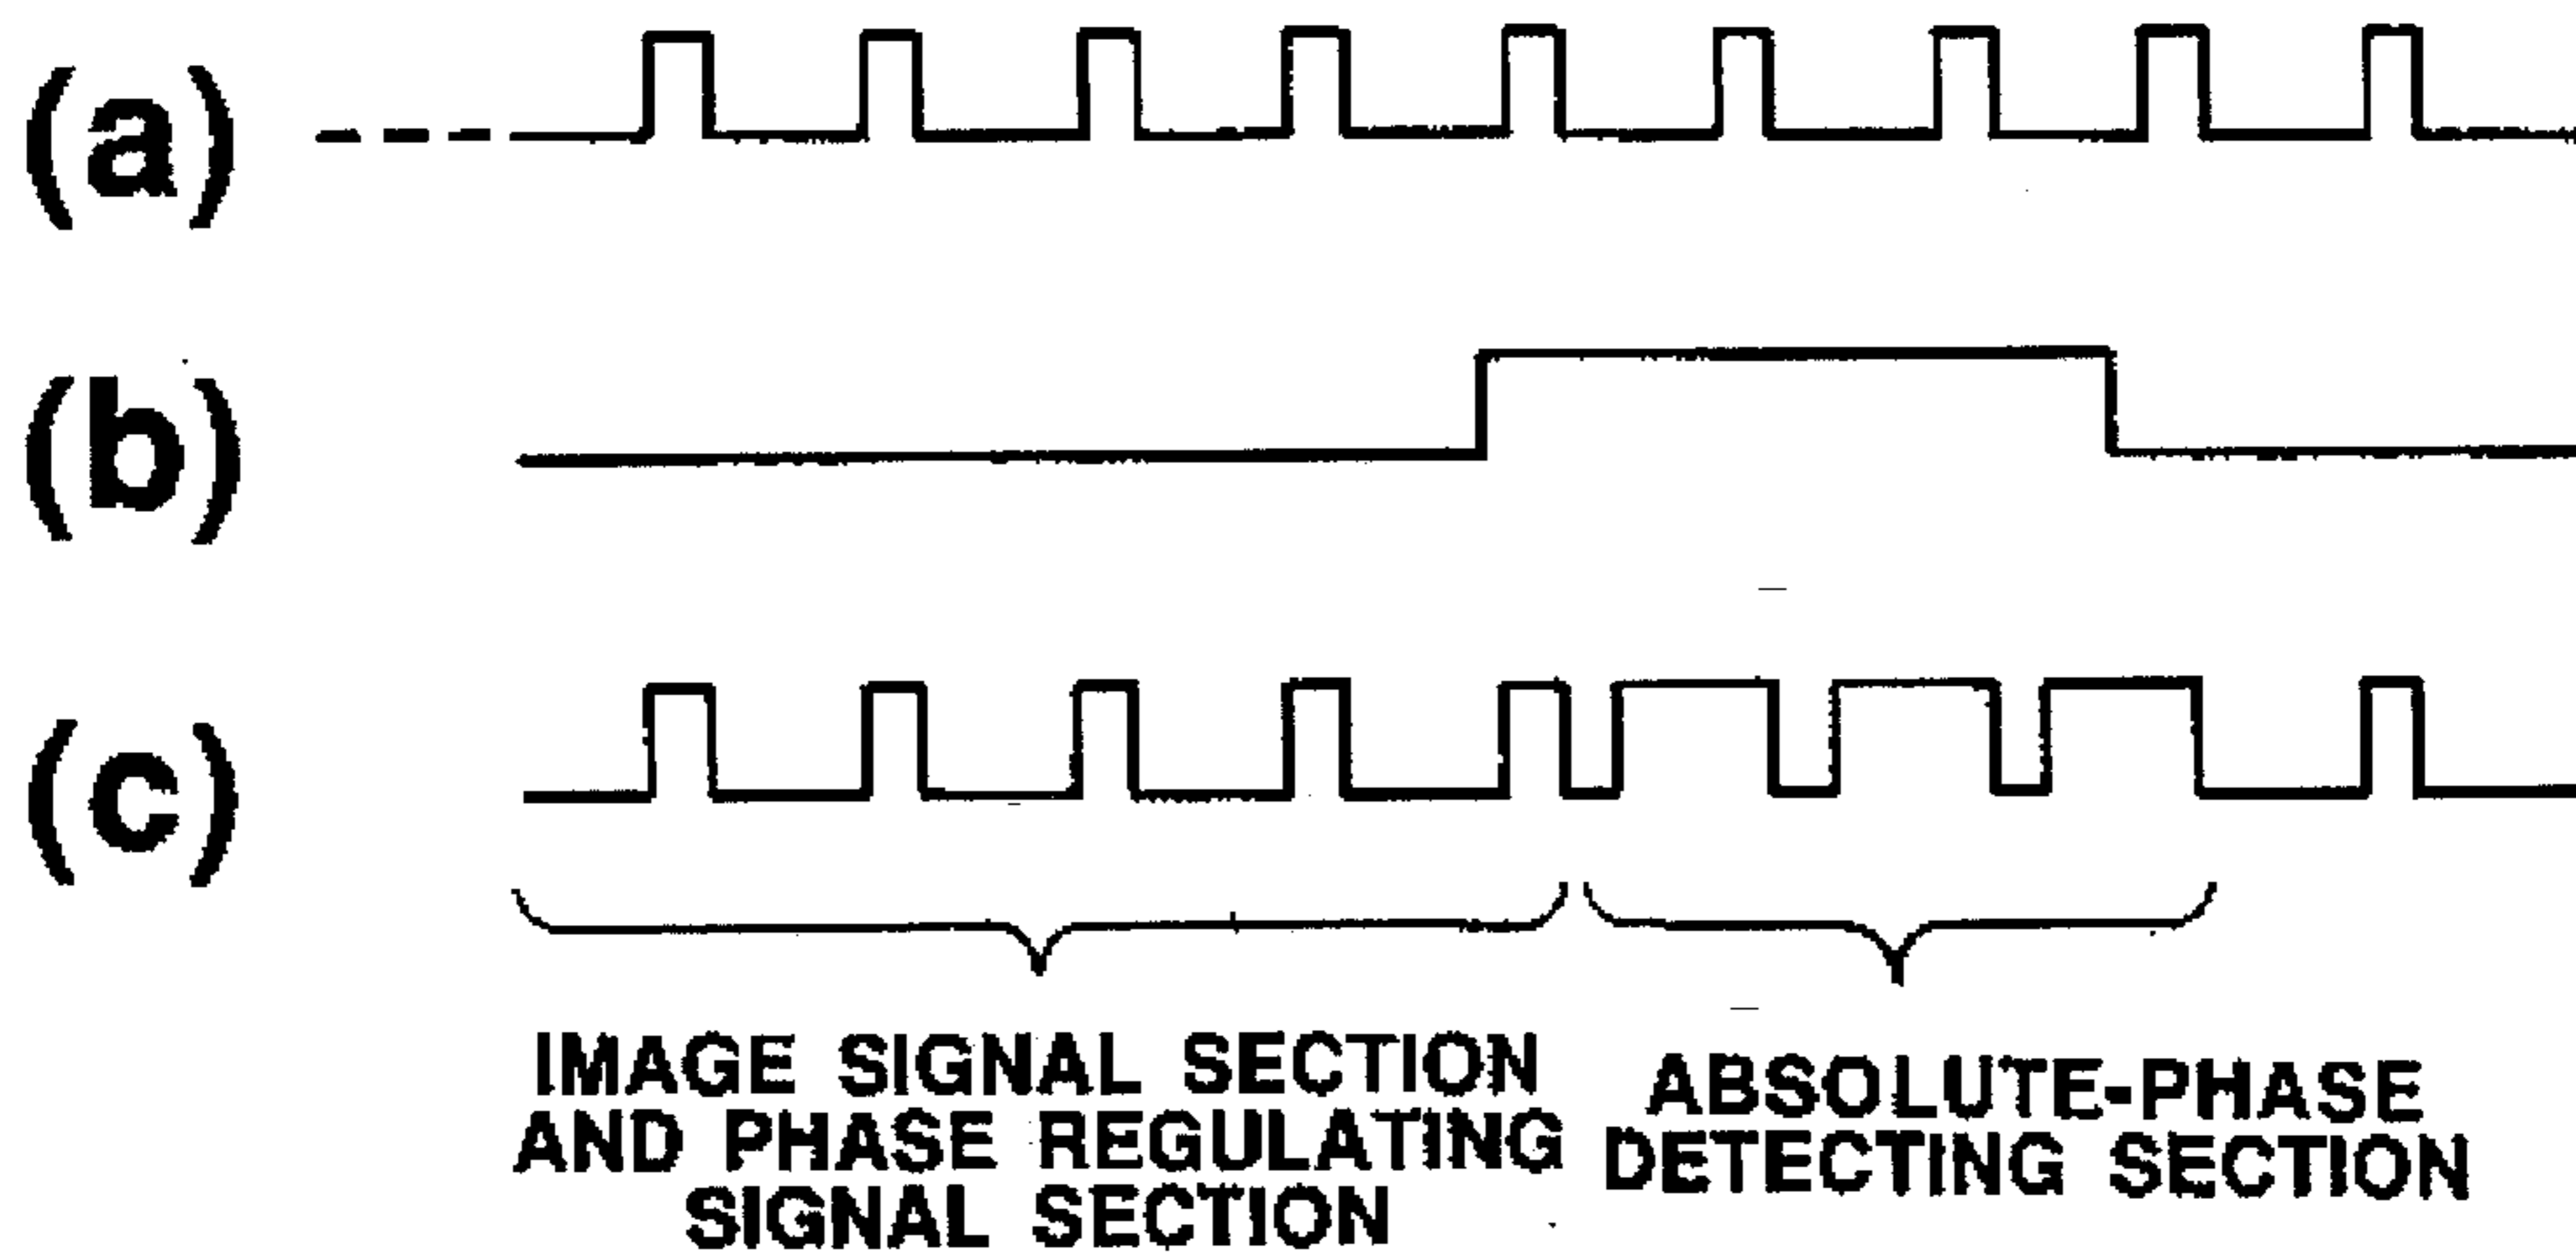 (a)
(b)
(c)
IMAGE SIGNAL SECTION
AND PHASE REGULATING
SIGNAL SECTION
ABSOLUTE-PHASE
DETECTING SECTION